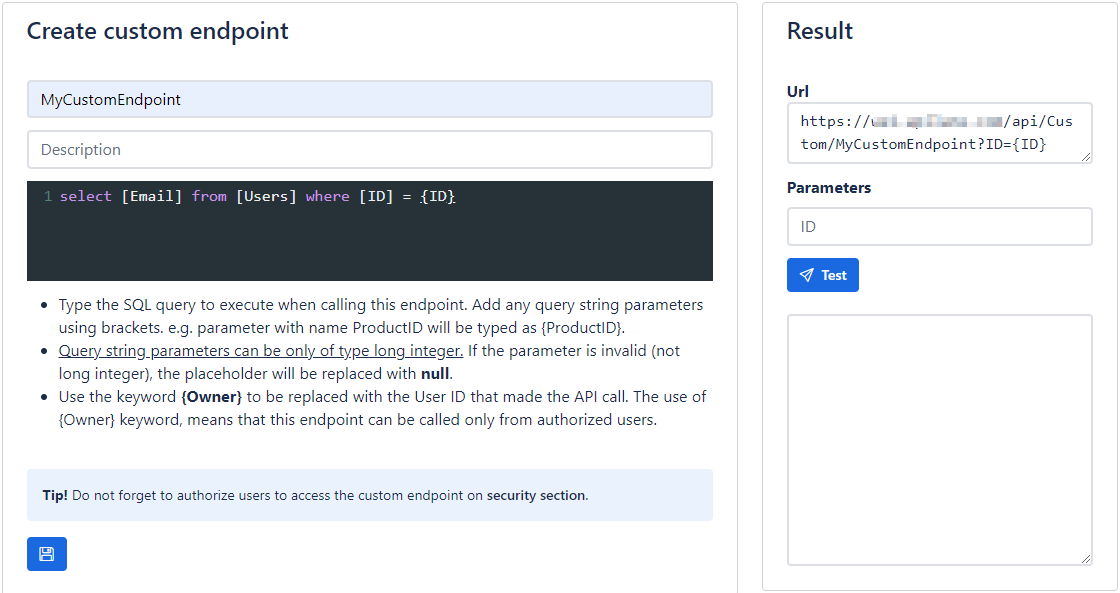 Create custom endpoint
MyCustomEndpoint
Description
1 select [Email] from [Users] where [ID] = {ID}
Type the SQL query to execute when calling this endpoint. Add any query string parameters
using brackets. e.g. parameter with name ProductID will be typed as {ProductID}.
Query string parameters can be only of type long integer. If the parameter is invalid (not
long integer), the placeholder will be replaced with null.
Use the keyword {Owner} to be replaced with the User ID that made the API call. The use of
{Owner} keyword, means that this endpoint can be called only from authorized users.
Tip! Do not forget to authorize users to access the custom endpoint on security section.
Result
Url
https:// /api/Cus
tom/MyCustomEndpoint?ID={ID}
Parameters
ID
Test